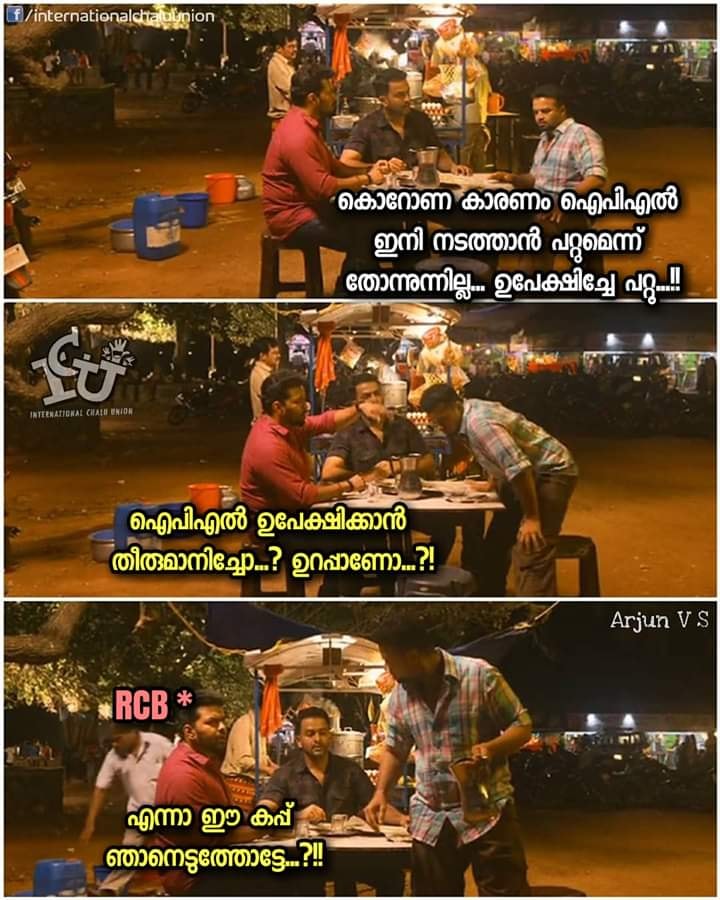 f/internationalchaluunion
കൊറോണ കാരണം ഐപിഎൽ
ഇനി നടത്താൻ പറ്റുമെന്ന്
തോന്നുന്നില്ല... ഉപേക്ഷിച്ചേ പറ്റൂ...!!
ICU
INTERNATIONAL CHALU UNION
ഐപിഎൽ ഉപേക്ഷിക്കാൻ
തീരുമാനിച്ചോ...? ഉറപ്പാണോ...?!
Arjun V S
RCB *
എന്നാ ഈ കപ്പ്
ഞാനെടുത്തോട്ടേ...?!!